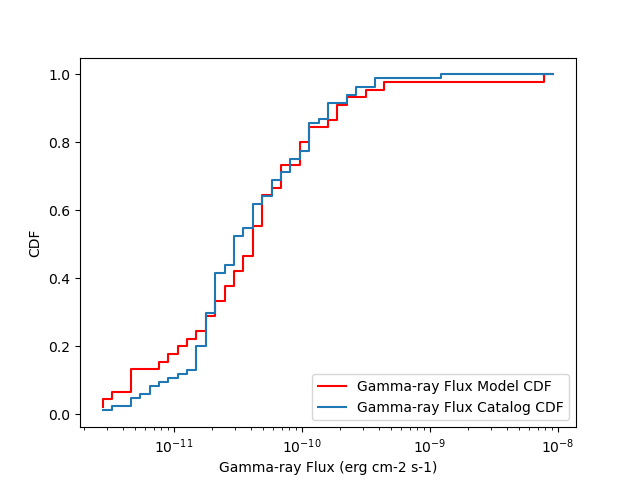 1.0
0.8
0.6
0.4
0.2
0.0
CDF
10⁻¹¹
10⁻¹⁰
10⁻⁹
10⁻⁸
Gamma-ray Flux (erg cm-2 s-1)
Gamma-ray Flux Model CDF
Gamma-ray Flux Catalog CDF